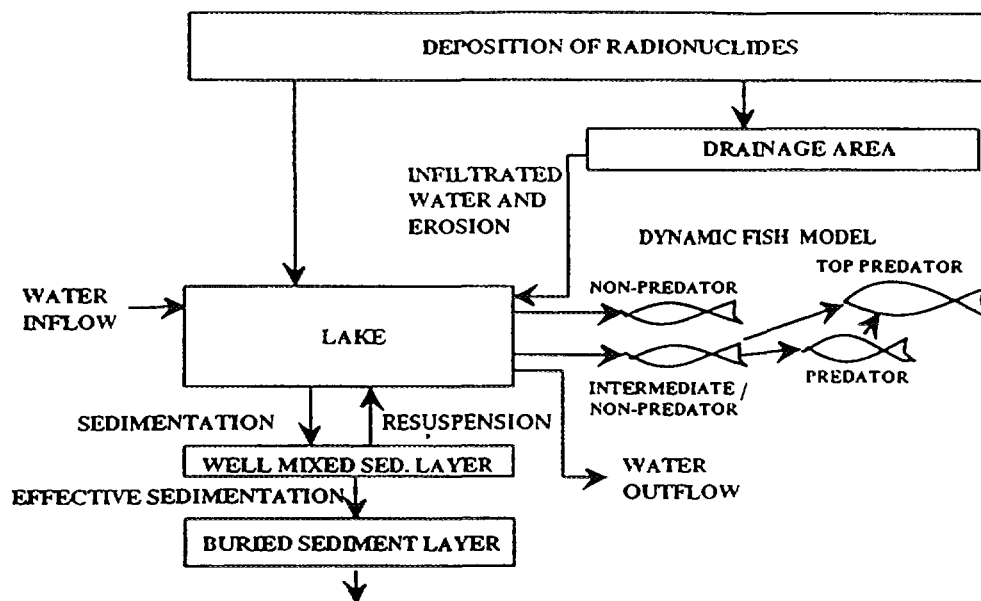 DEPOSITION OF RADIONUCLIDES
DRAINAGE AREA
INFILTRATED
WATER AND
EROSION
DYNAMIC FISH MODEL
TOP PREDATOR
NON-PREDATOR
WATER
INFLOW
LAKE
PREDATOR
INTERMEDIATE /
NON-PREDATOR
SEDIMENTATION
RESUSPENSION
WELL MIXED SED. LAYER
WATER
OUTFLOW
EFFECTIVE SEDIMENTATION
BURIED SEDIMENT LAYER